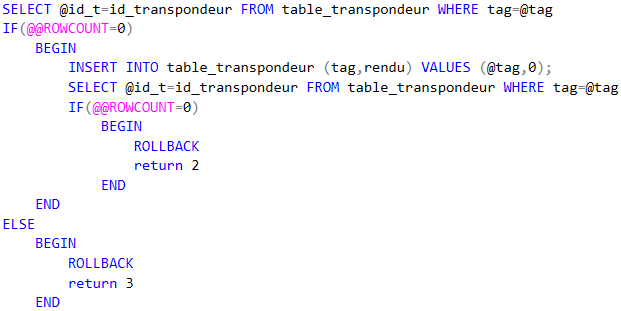 SELECT @id_t=id_transpondeur FROM table_transpondeur WHERE tag=@tag
IF(@@ROWCOUNT=0)
BEGIN
INSERT INTO table_transpondeur (tag,rendu) VALUES (@tag,0);
SELECT @id_t=id_transpondeur FROM table_transpondeur WHERE tag=@tag
IF(@@ROWCOUNT=0)
BEGIN
ROLLBACK
return 2
END
END
ELSE
BEGIN
ROLLBACK
return 3
END